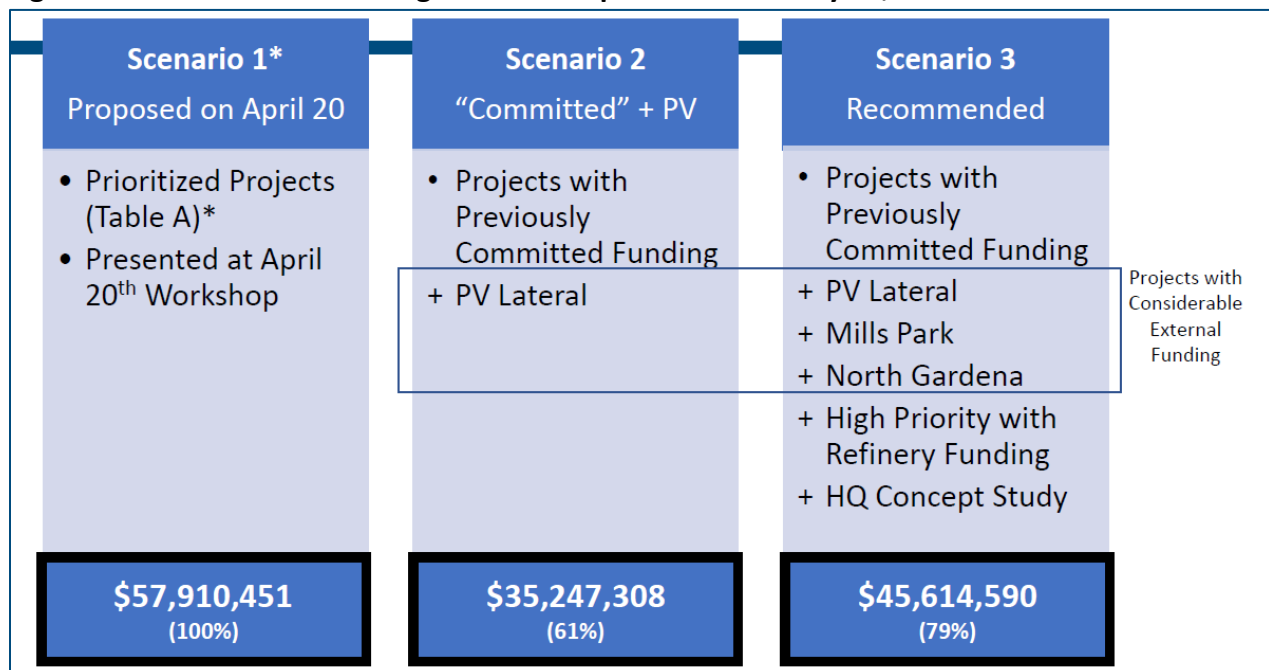 Scenario 1*
Proposed on April 20
• Prioritized Projects
(Table A)*
• Presented at April
20th Workshop
$57,910,451
(100%)
Scenario 2
“Committed” + PV
• Projects with
Previously
Committed Funding
+ PV Lateral
$35,247,308
(61%)
Scenario 3
Recommended
• Projects with
Previously
Committed Funding
+ PV Lateral
+ Mills Park
+ North Gardena
+ High Priority with
Refinery Funding
+ HQ Concept Study
$45,614,590
(79%)
Projects with
Considerable
External
Funding